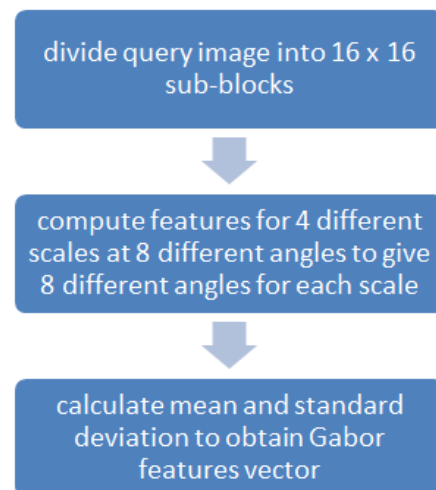 divide query image into 16 x 16
sub-blocks
compute features for 4 different
scales at 8 different angles to give
8 different angles for each scale
calculate mean and standard
deviation to obtain Gabor
features vector